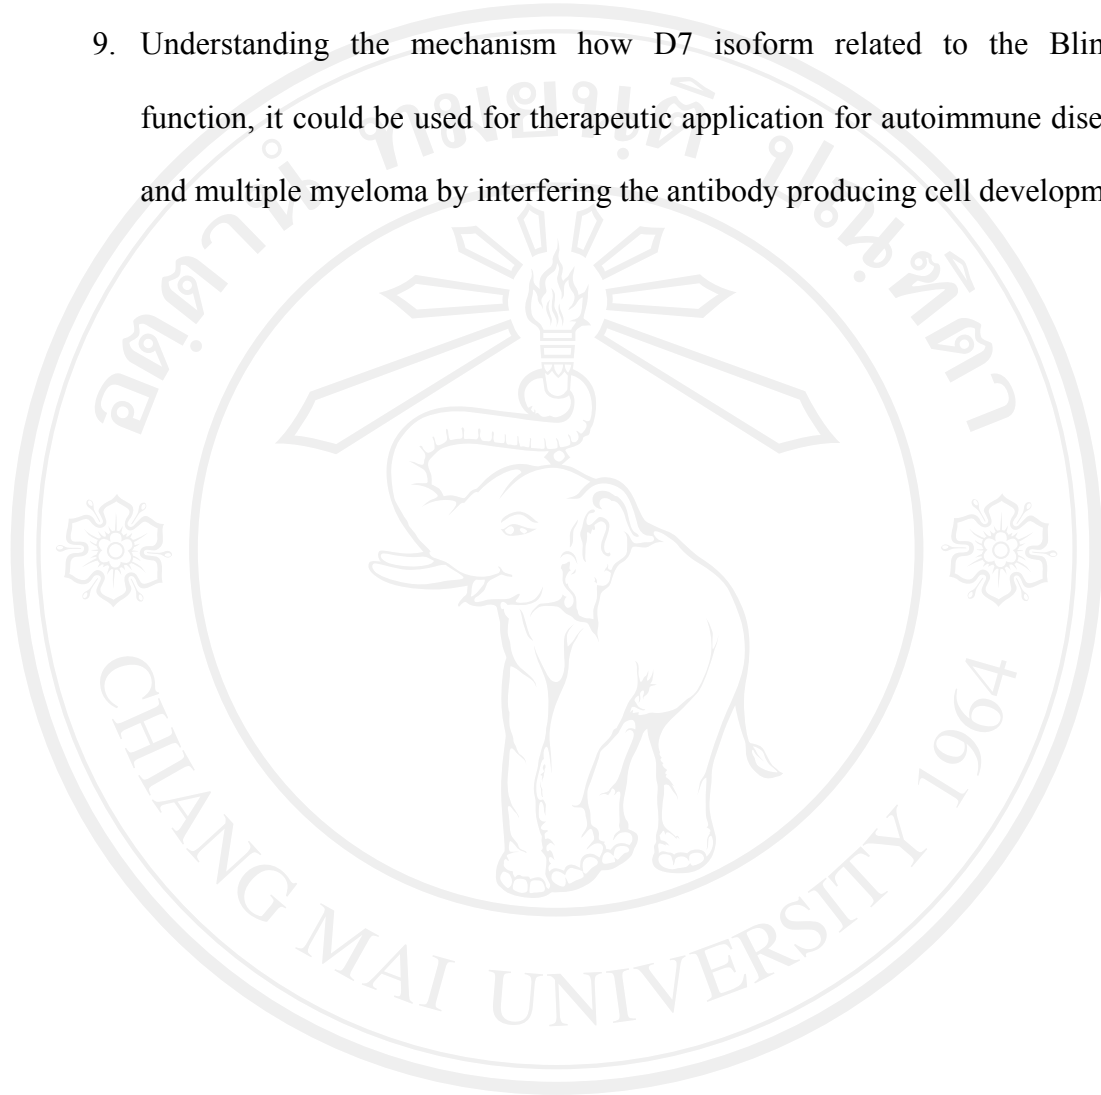 9. Understanding the mechanism how D7 isoform related to the Blim
function, it could be used for therapeutic application for autoimmune dise
and multiple myeloma by interfering the antibody producing cell developm
CHIANG MAI UNIVERSITY 1964